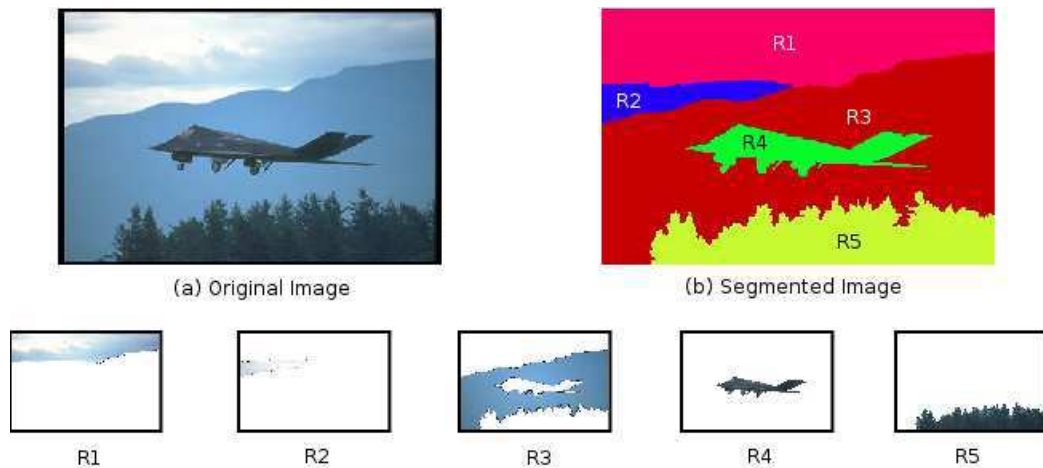 R1
R2
R3
R4
R5
(a) Original Image
(b) Segmented Image
R1
R2
R3
R4
R5